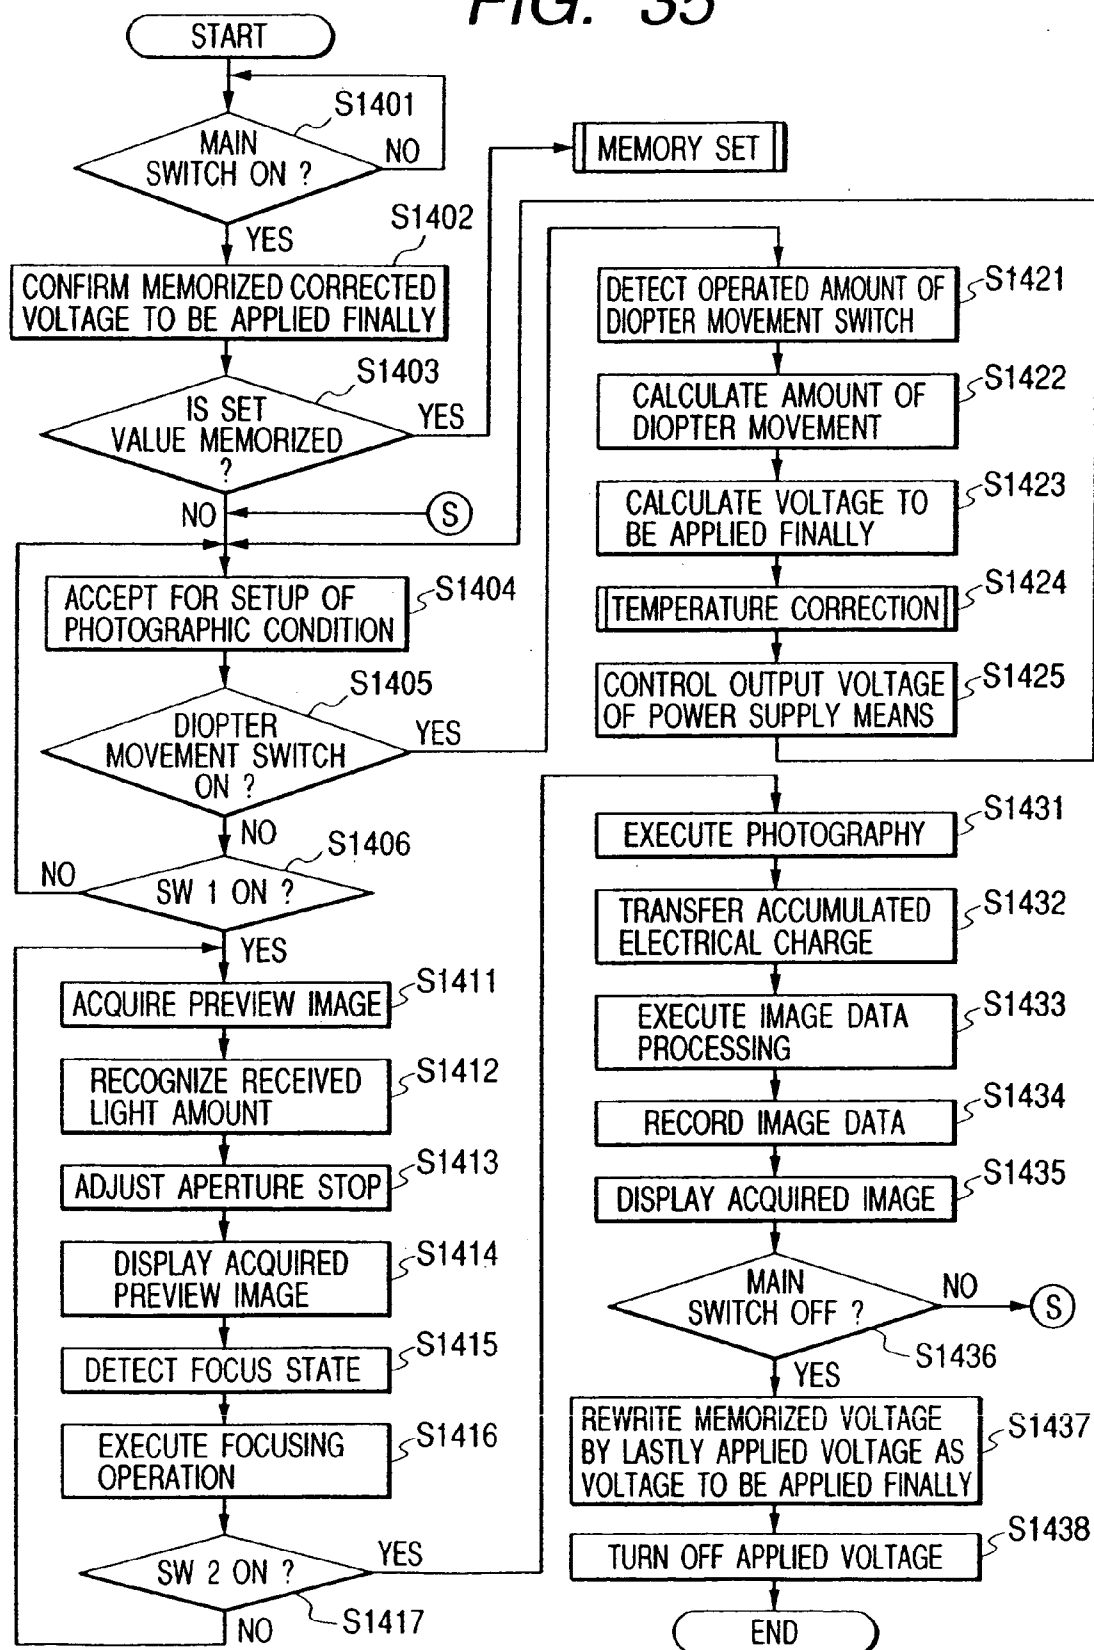 FIG. 35
START
S1401
MAIN
SWITCH ON ?
NO
YES
S1402
CONFIRM MEMORIZED CORRECTED
VOLTAGE TO BE APPLIED FINALLY
S1403
IS SET
VALUE MEMORIZED
?
YES
NO
S
MEMORY SET
S1404
ACCEPT FOR SETUP OF
PHOTOGRAPHIC CONDITION
S1405
DIOPTER
MOVEMENT SWITCH
ON ?
YES
NO
S1406
SW 1 ON ?
NO
YES
S1411
ACQUIRE PREVIEW IMAGE
S1412
RECOGNIZE RECEIVED
LIGHT AMOUNT
S1413
ADJUST APERTURE STOP
S1414
DISPLAY ACQUIRED
PREVIEW IMAGE
S1415
DETECT FOCUS STATE
S1416
EXECUTE FOCUSING
OPERATION
SW 2 ON ?
YES
S1417
NO
S1421
DETECT OPERATED AMOUNT OF
DIOPTER MOVEMENT SWITCH
S1422
CALCULATE AMOUNT OF
DIOPTER MOVEMENT
S1423
CALCULATE VOLTAGE TO
BE APPLIED FINALLY
S1424
TEMPERATURE CORRECTION
S1425
CONTROL OUTPUT VOLTAGE
OF POWER SUPPLY MEANS
S1431
EXECUTE PHOTOGRAPHY
S1432
TRANSFER ACCUMULATED
ELECTRICAL CHARGE
S1433
EXECUTE IMAGE DATA
PROCESSING
S1434
RECORD IMAGE DATA
S1435
DISPLAY ACQUIRED IMAGE
MAIN
SWITCH OFF ?
NO
S
S1436
YES
REWRITE MEMORIZED VOLTAGE
BY LASTLY APPLIED VOLTAGE AS
VOLTAGE TO BE APPLIED FINALLY
S1437
S1438
TURN OFF APPLIED VOLTAGE
END